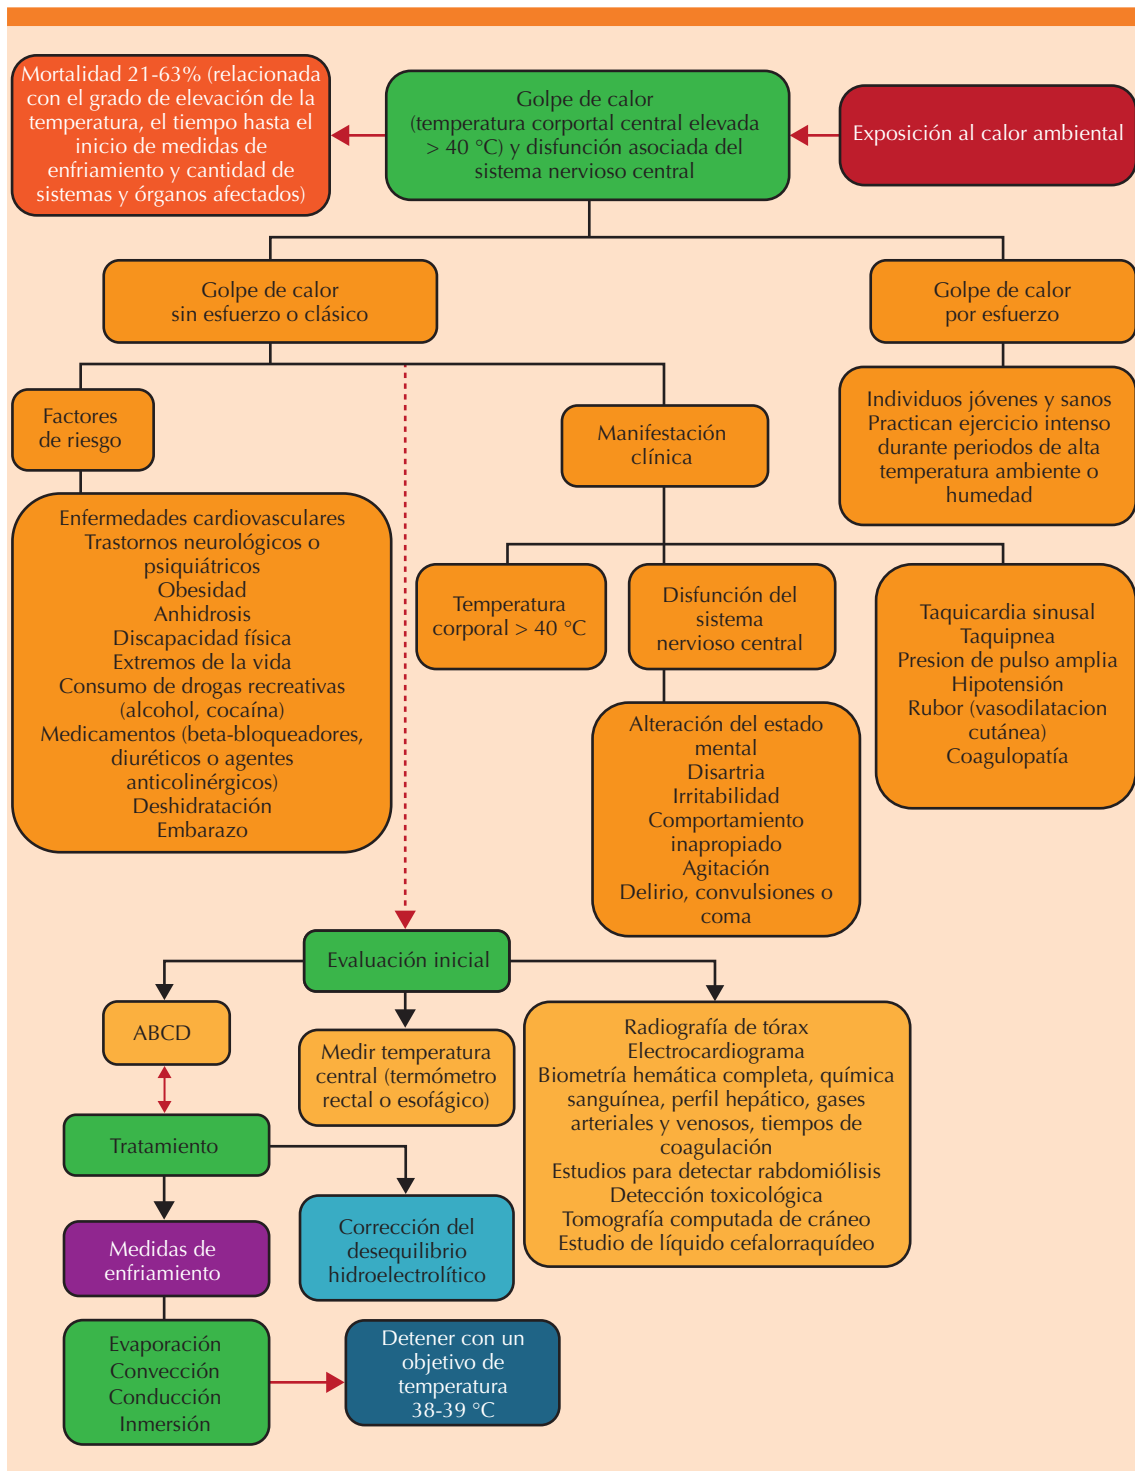 Mortalidad 21-63% (relacionada
con el grado de elevación de la
temperatura, el tiempo hasta el
inicio de medidas de
enfriamiento y cantidad de
sistemas y órganos afectados)
Golpe de calor
(temperatura corportal central elevada
> 40 °C) y disfunción asociada del
sistema nervioso central
Exposición al calor ambiental
Golpe de calor
sin esfuerzo o clásico
Golpe de calor
por esfuerzo
Factores
de riesgo
Manifestación
clínica
Individuos jóvenes y sanos
Practican ejercicio intenso
durante periodos de alta
temperatura ambiente o
humedad
Enfermedades cardiovasculares
Trastornos neurológicos o
psiquiátricos
Obesidad
Anhidrosis
Discapacidad física
Extremos de la vida
Consumo de drogas recreativas
(alcohol, cocaína)
Medicamentos (beta-bloqueadores,
diuréticos o agentes
anticolinérgicos)
Deshidratación
Embarazo
Temperatura
corporal > 40 °C
Disfunción del
sistema
nervioso central
Taquicardia sinusal
Taquipnea
Presion de pulso amplia
Hipotensión
Rubor (vasodilatacion
cutánea)
Coagulopatía
Alteración del estado
mental
Disartria
Irritabilidad
Comportamiento
inapropiado
Agitación
Delirio, convulsiones o
coma
Evaluación inicial
ABCD
Medir temperatura
central (termómetro
rectal o esofágico)
Radiografía de tórax
Electrocardiograma
Biometría hemática completa, química
sanguínea, perfil hepático, gases
arteriales y venosos, tiempos de
coagulación
Estudios para detectar rabdomiólisis
Detección toxicológica
Tomografía computada de cráneo
Estudio de líquido cefalorraquídeo
Tratamiento
Medidas de
enfriamiento
Corrección del
desequilibrio
hidroelectrolítico
Evaporación
Convección
Conducción
Inmersión
Detener con un
objetivo de
temperatura
38-39 °C